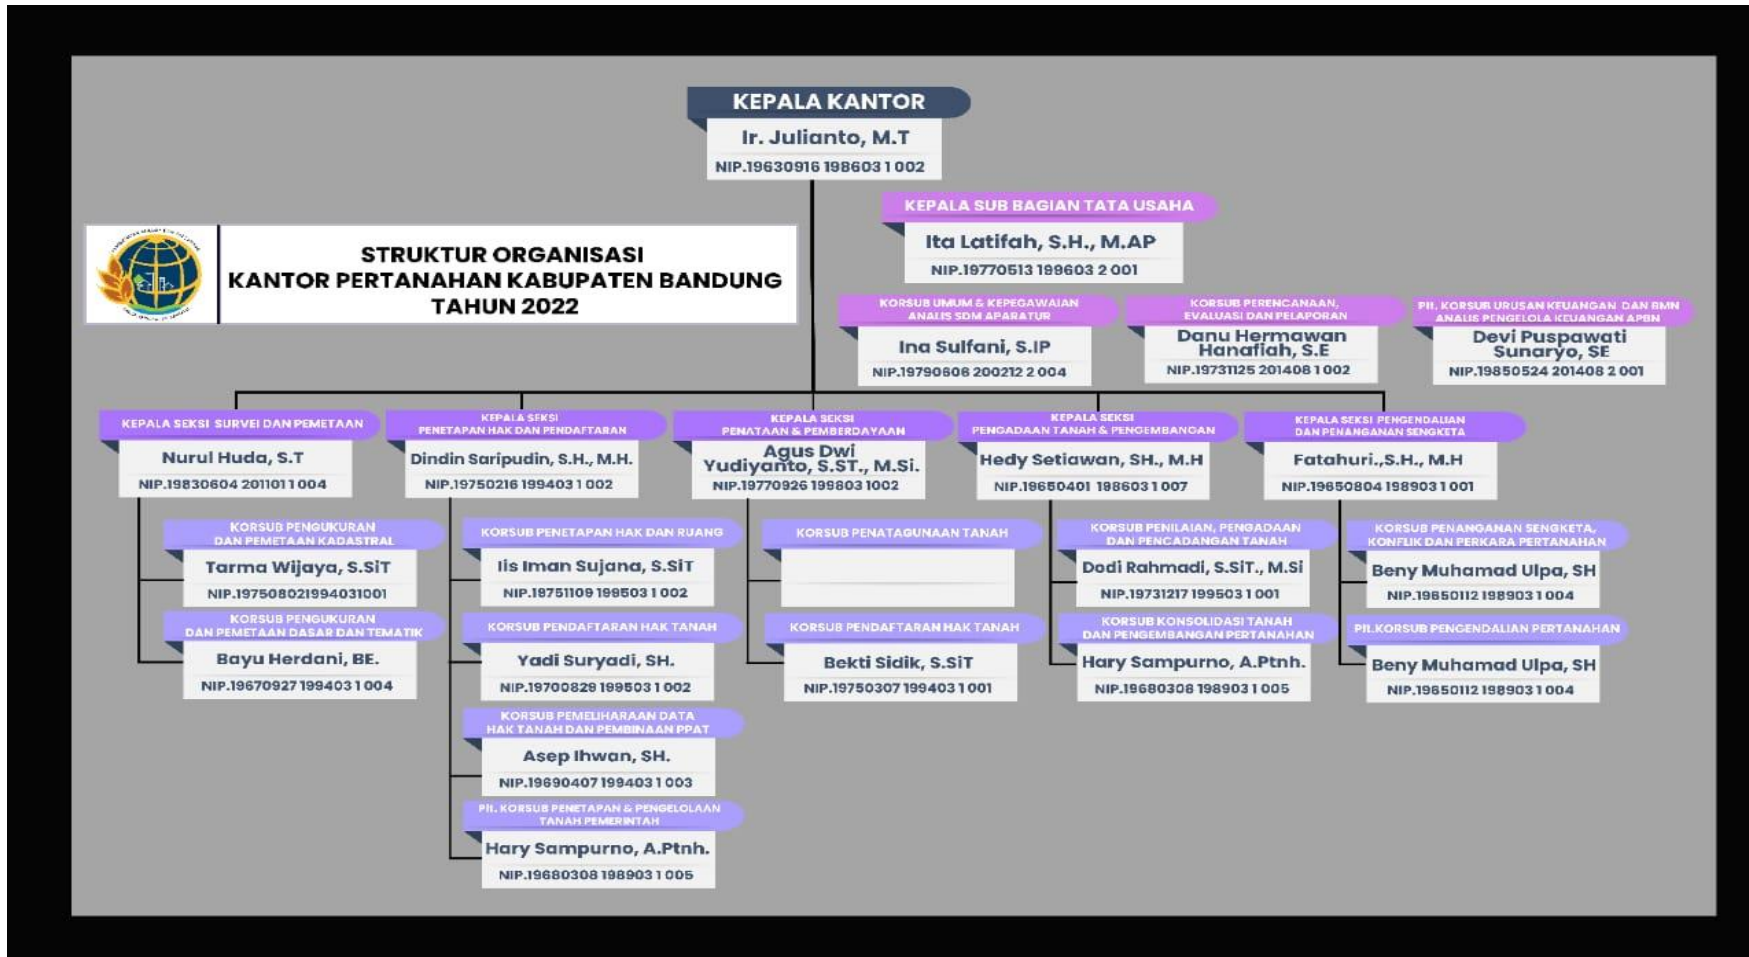 KEPALA KANTOR
Ir. Julianto, M.T
NIP.19630916 198603 1 002
KEPALA SUB BAGIAN TATA USAHA
Ita Latifah, S.H., M.AP
NIP.19770513 199603 2 001
STRUKTUR ORGANISASI
KANTOR PERTANAHAN KABUPATEN BANDUNG
TAHUN 2022
KORSUB UMUM & KEPEGAWAIAN
ANALIS SDM APARATUR
Ina Sulfani, S.IP
NIP.19790606 200212 2 004
KORSUB PERENCANAAN,
EVALUASI DAN PELAPORAN
Danu Hermawan
Hanafiah, S.E
NIP.19731125 201408 1 002
Plt. KORSUB URUSAN KEUANGAN DAN BMN
ANALIS PENGELOLA KEUANGAN APBN
Devi Puspawati
Sunaryo, SE
NIP.19850524 201408 2 001
KEPALA SEKSI SURVEI DAN PEMETAAN
Nurul Huda, S.T
NIP.19830604 201101 1 004
KORSUB PENGUKURAN
DAN PEMETAAN KADASTRAL
Tarma Wijaya, S.SiT
NIP.197508021994031001
KORSUB PENGUKURAN
DAN PEMETAAN DASAR DAN TEMATIK
Bayu Herdani, BE.
NIP.19670927 199403 1 004
KEPALA SEKSI
PENETAPAN HAK DAN PENDAFTARAN
Dindin Saripudin, S.H., M.H.
NIP.19750216 199403 1 002
KORSUB PENETAPAN HAK DAN RUANG
Iis Iman Sujana, S.SiT
NIP.19751109 199503 1 002
KORSUB PENDAFTARAN HAK TANAH
Yadi Suryadi, SH.
NIP.19700829 199503 1 002
KORSUB PEMELIHARAAN DATA
HAK TANAH DAN PEMBINAAN PPAT
Asep Ihwan, SH.
NIP.19690407 199403 1 003
Plt. KORSUB PENETAPAN & PENGELOLAAN
TANAH PEMERINTAH
Hary Sampurno, A.Ptnh.
NIP.19680308 198903 1 005
KEPALA SEKSI
PENATAAN & PEMBERDAYAAN
Agus Dwi
Yudiyanto, S.ST., M.Si.
NIP.19770926 199803 1002
KORSUB PENATAGUNAAN TANAH
KORSUB PENDAFTARAN HAK TANAH
Bekti Sidik, S.SiT
NIP.19750307 199403 1 001
KEPALA SEKSI
PENGADAAN TANAH & PENGEMBANGAN
Hedy Setiawan, SH., M.H
NIP.19650401 198603 1 007
KORSUB PENILAIAN, PENGADAAN
DAN PENCADANGAN TANAH
Dodi Rahmadi, S.SiT., M.Si
NIP.19731217 199503 1 001
KORSUB KONSOLIDASI TANAH
DAN PENGEMBANGAN PERTANAHAN
Hary Sampurno, A.Ptnh.
NIP.19680308 198903 1 005
KEPALA SEKSI PENGENDALIAN
DAN PENANGANAN SENGKETA
Fatahuri.,S.H., M.H
NIP.19650804 198903 1 001
KORSUB PENANGANAN SENGKETA,
KONFLIK DAN PERKARA PERTANAHAN
Beny Muhamad Ulpa, SH
NIP.19650112 198903 1 004
Plt.KORSUB PENGENDALIAN PERTANAHAN
Beny Muhamad Ulpa, SH
NIP.19650112 198903 1 004